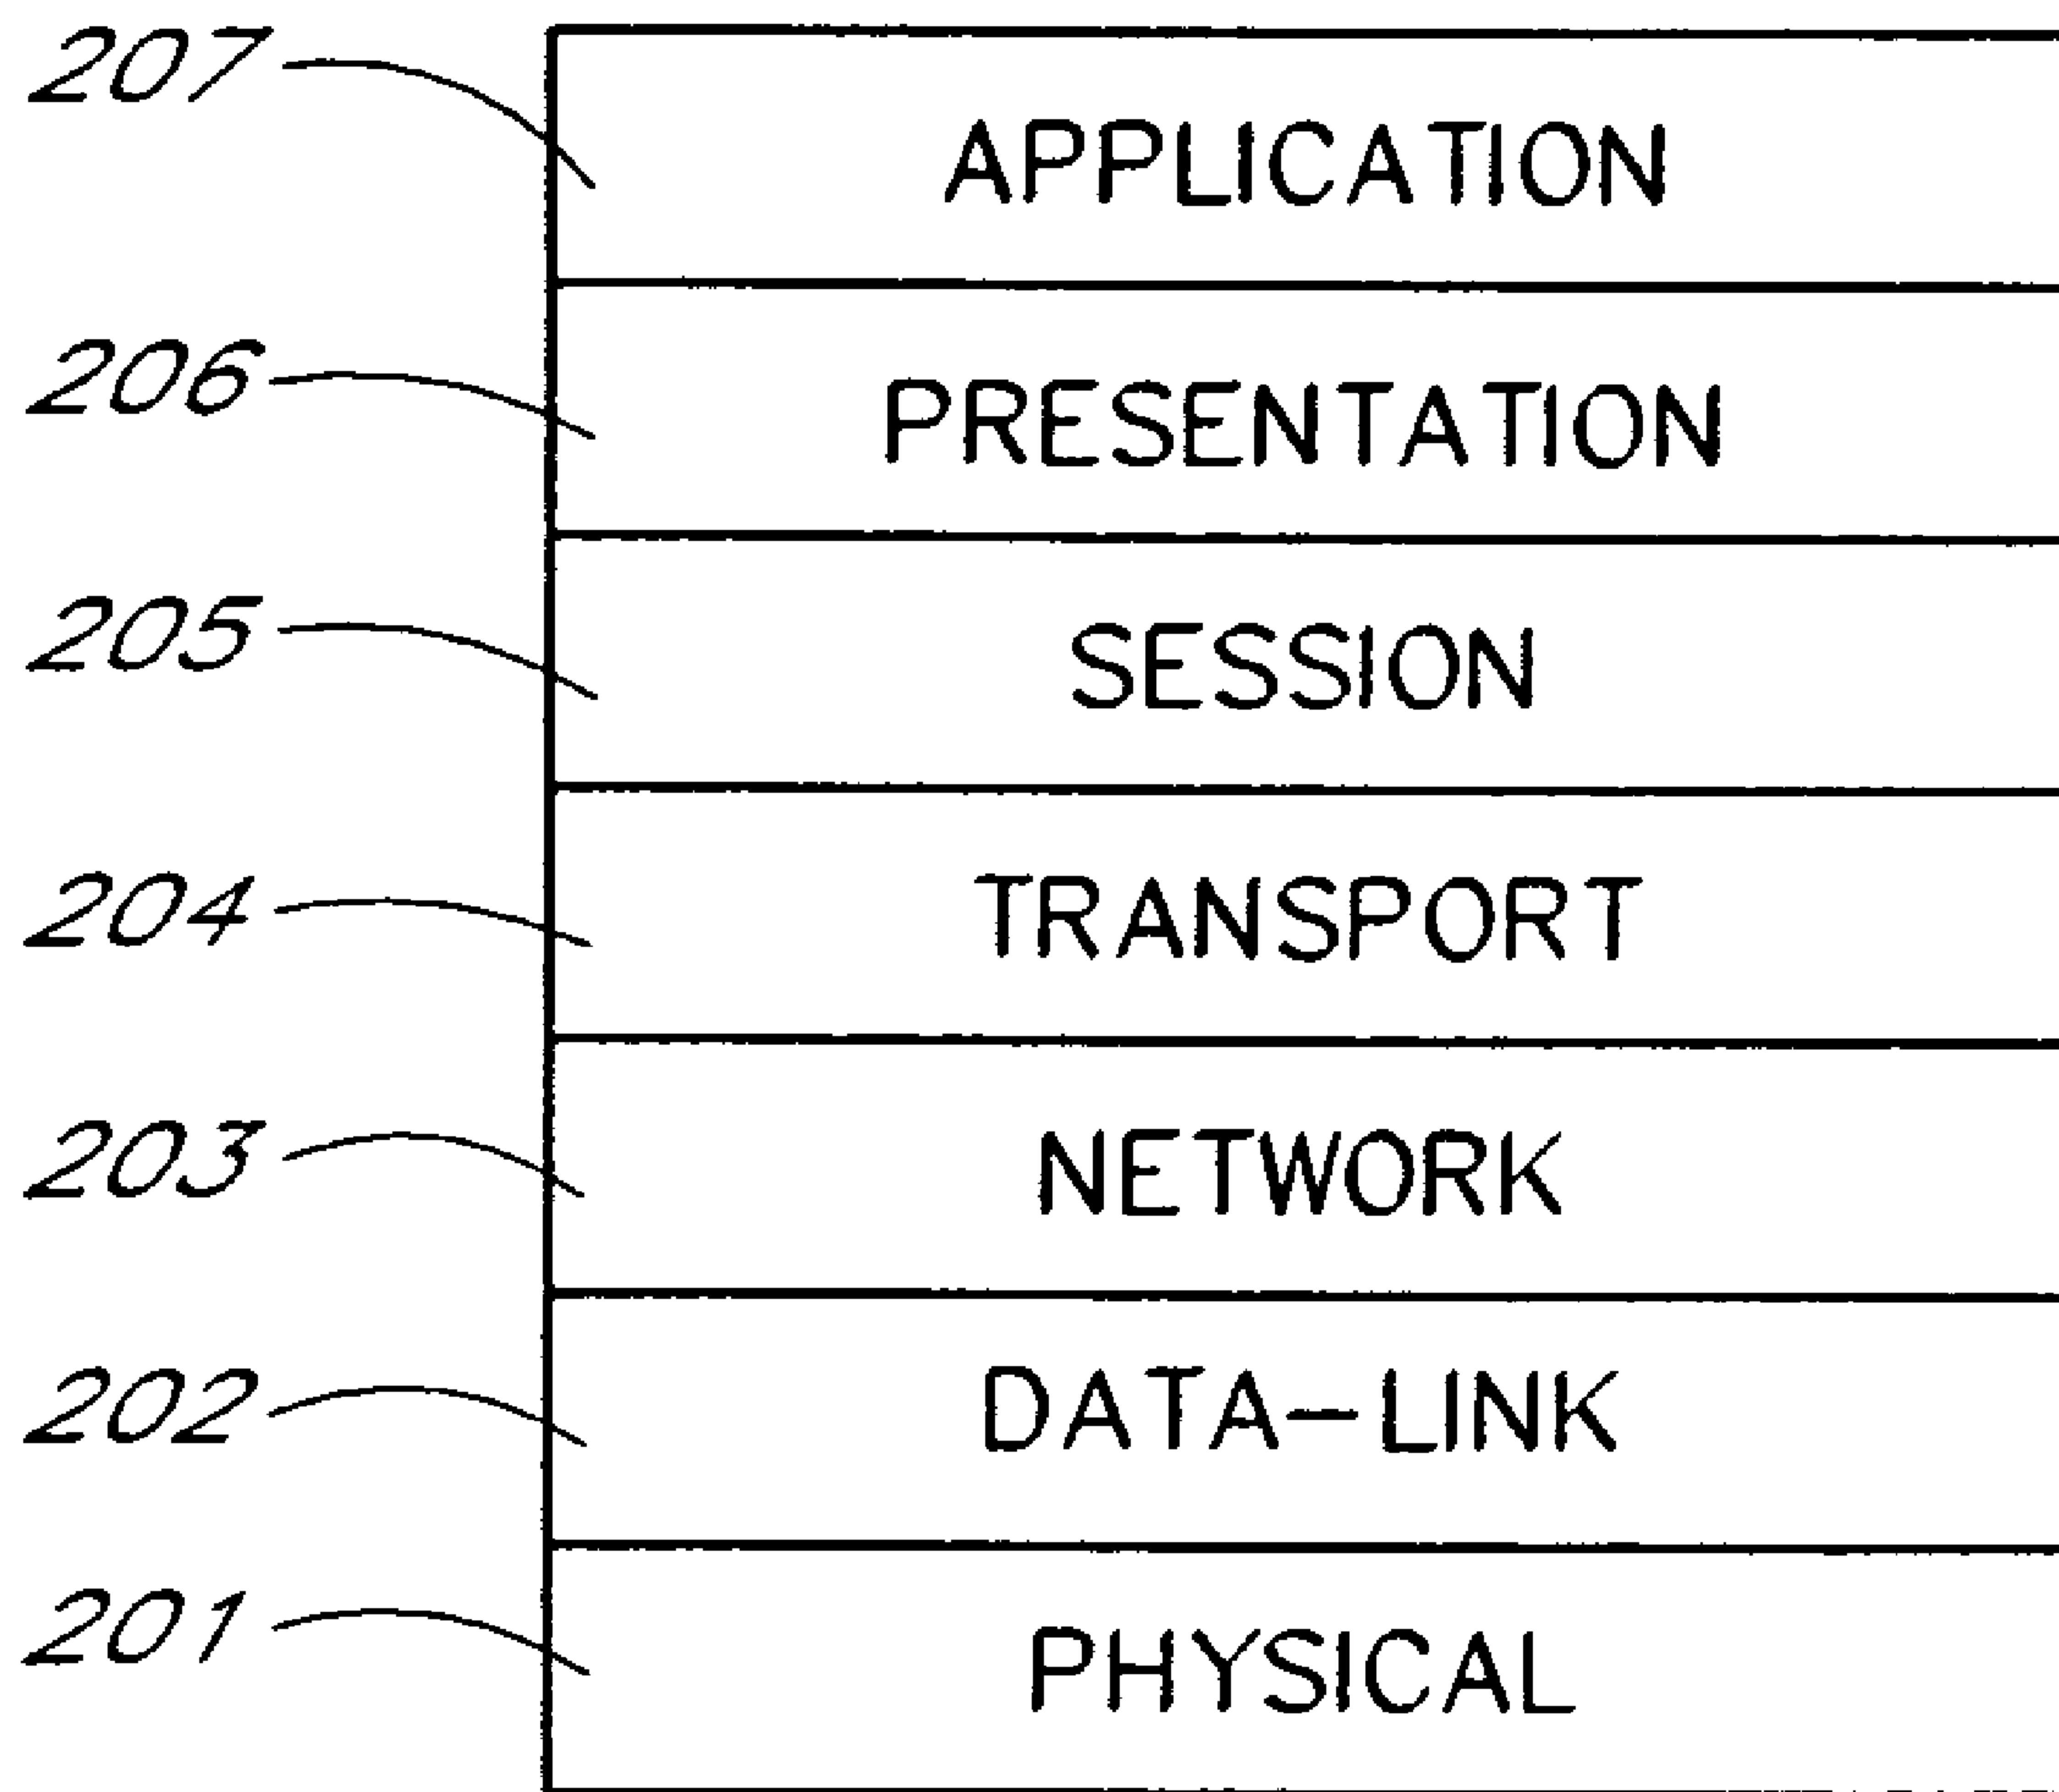 207 APPLICATION
206 PRESENTATION
205 SESSION
204 TRANSPORT
203 NETWORK
202 DATA-LINK
201 PHYSICAL